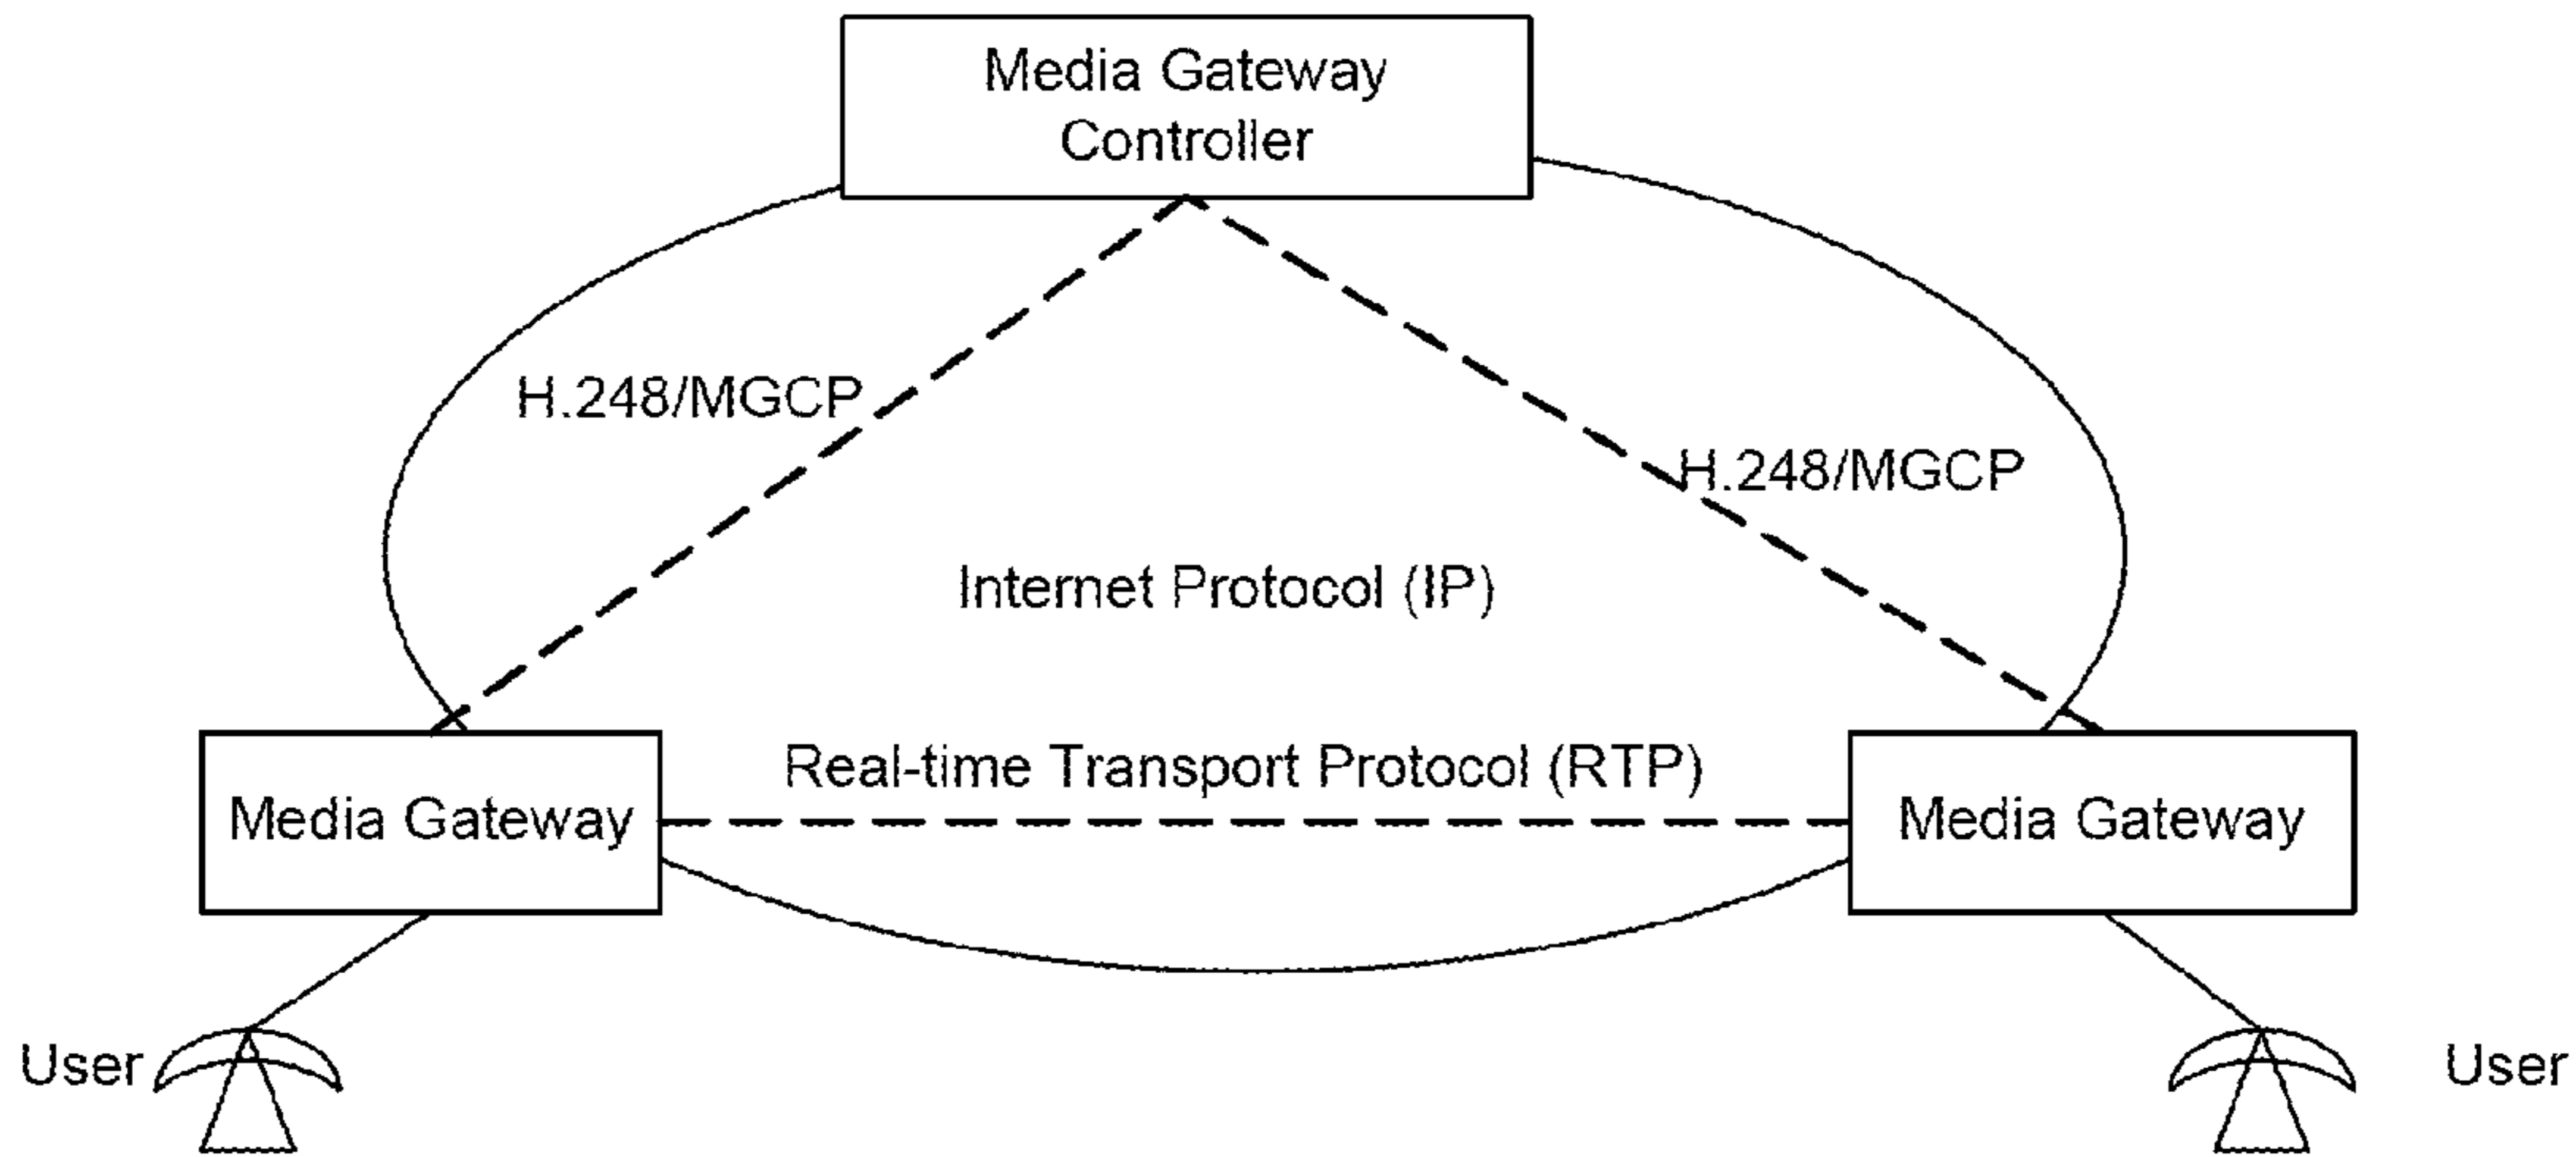 Media Gateway
Controller
H.248/MGCP
H.248/MGCP
Internet Protocol (IP)
Real-time Transport Protocol (RTP)
Media Gateway
Media Gateway
User
User